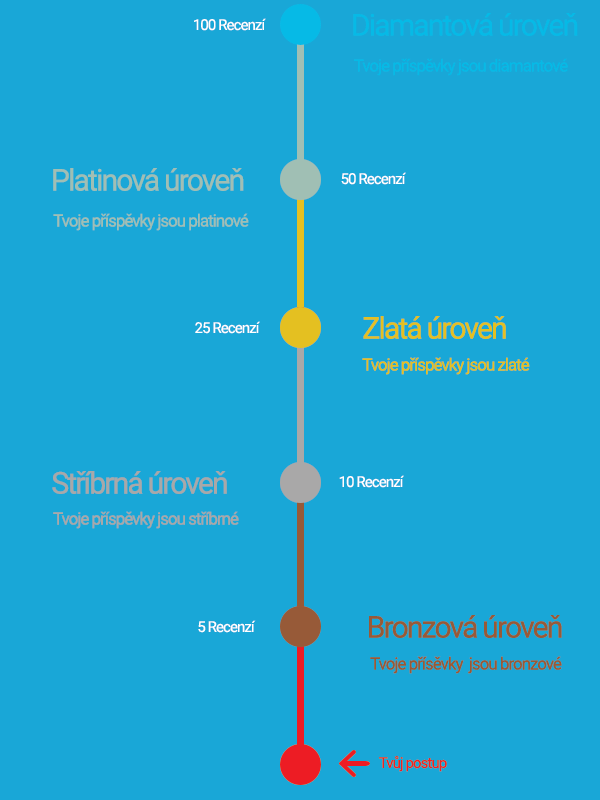 100 Recenzí
Diamantová úroveň
Tvoje příspěvky jsou diamantové
Platinová úroveň
50 Recenzí
Tvoje příspěvky jsou platinové
25 Recenzí
Zlatá úroveň
Tvoje příspěvky jsou zlaté
Stříbrná úroveň
10 Recenzí
Tvoje příspěvky jsou stříbrné
5 Recenzí
Bronzová úroveň
Tvoje přísěvky jsou bronzové
Tvůj postup